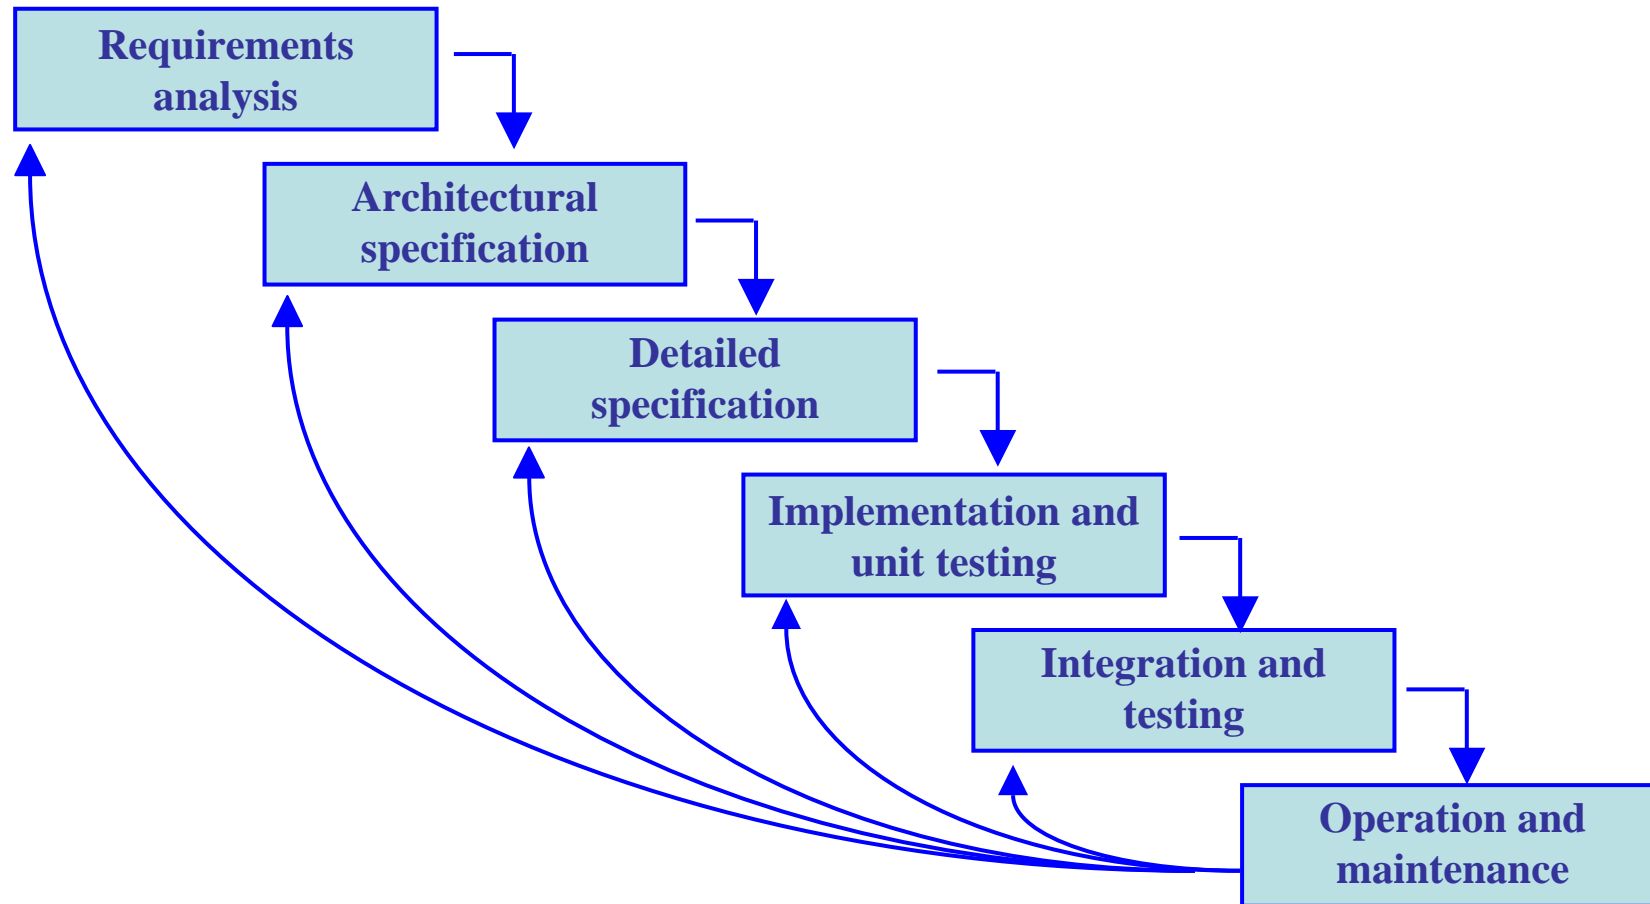 Requirements
analysis
Architectural
specification
Detailed
specification
Implementation and
unit testing
Integration and
testing
Operation and
maintenance